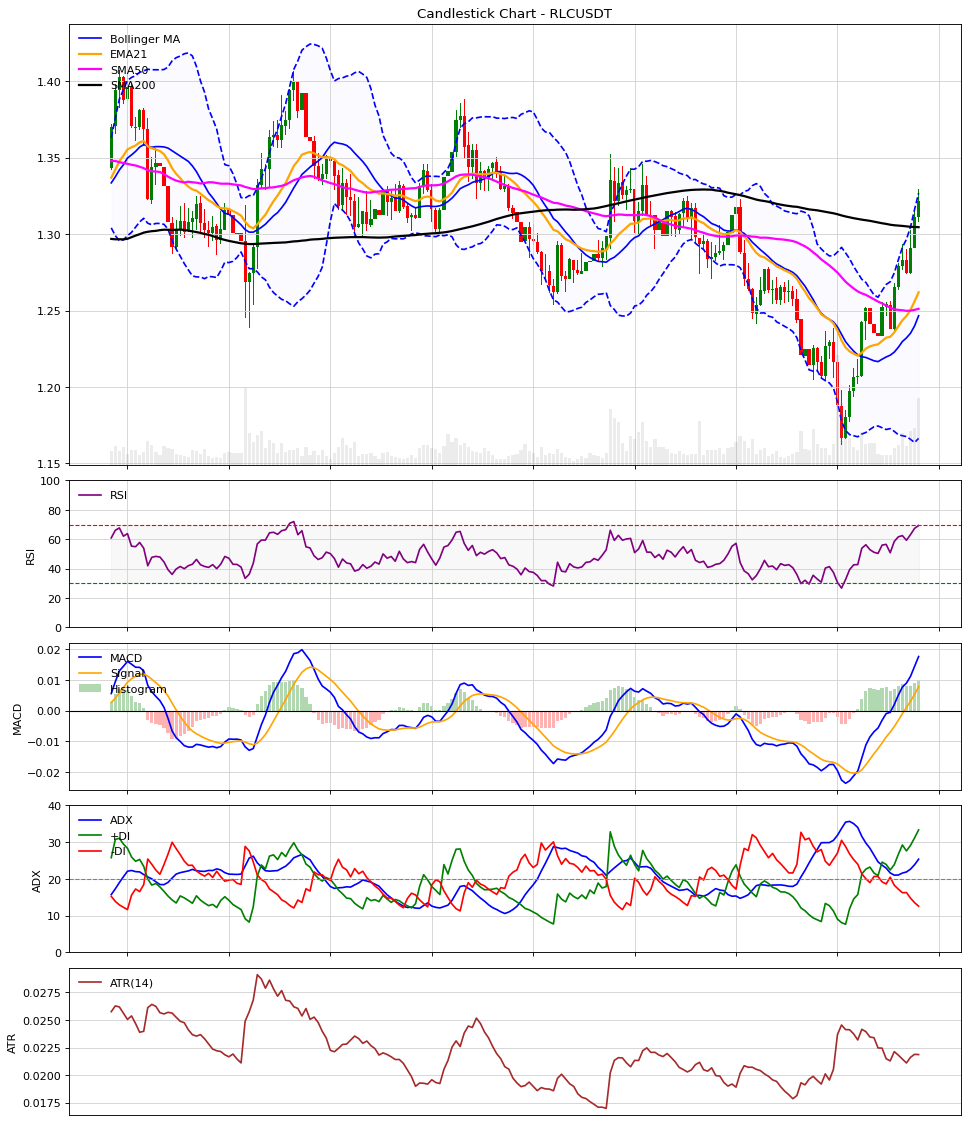 Candlestick Chart - RLCUSDT
Bollinger MA
EMA21
SMA50
SMA200
1.40
1.35
1.30
1.25
1.20
1.15
100
80
60
40
20
0
RSI
RSI
0.02
0.01
0.00
−0.01
−0.02
MACD
MACD
Signal
Histogram
40
30
20
10
0
ADX
ADX
+DI
-DI
0.0275
0.0250
0.0225
0.0200
0.0175
ATR
ATR(14)